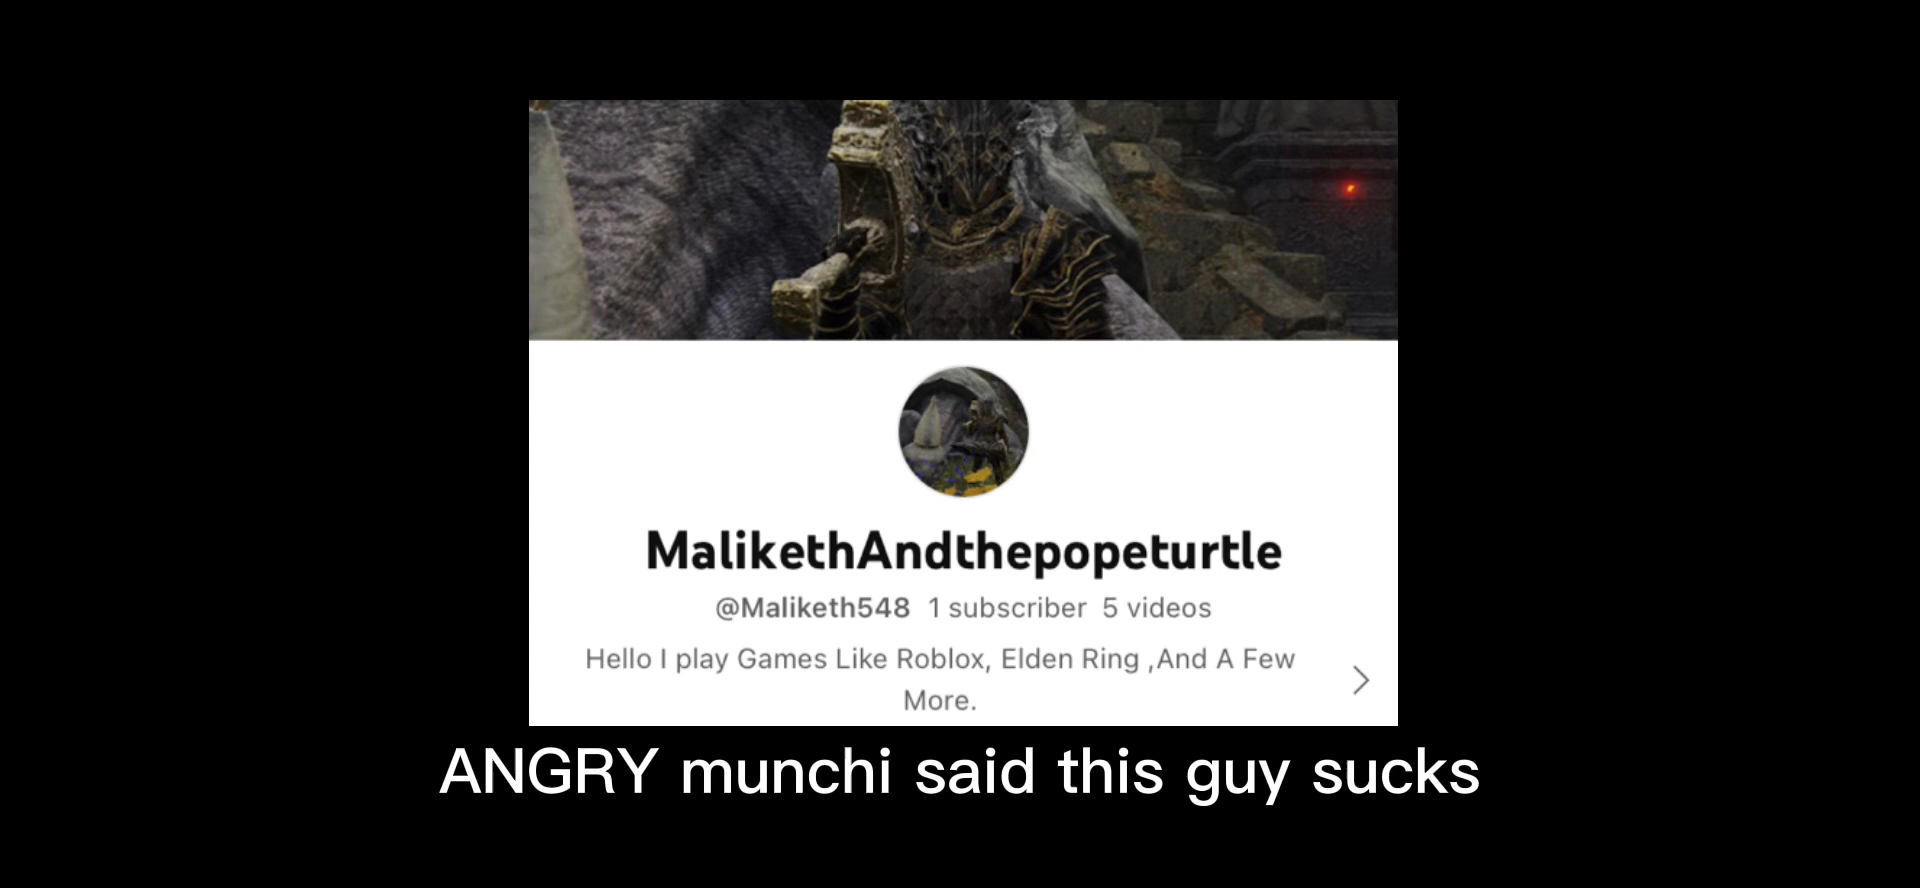 MalikethAndthepopeturtle
@Maliketh548 1 subscriber 5 videos
Hello I play Games Like Roblox, Elden Ring ,And A Few
More.
ANGRY munchi said this guy sucks